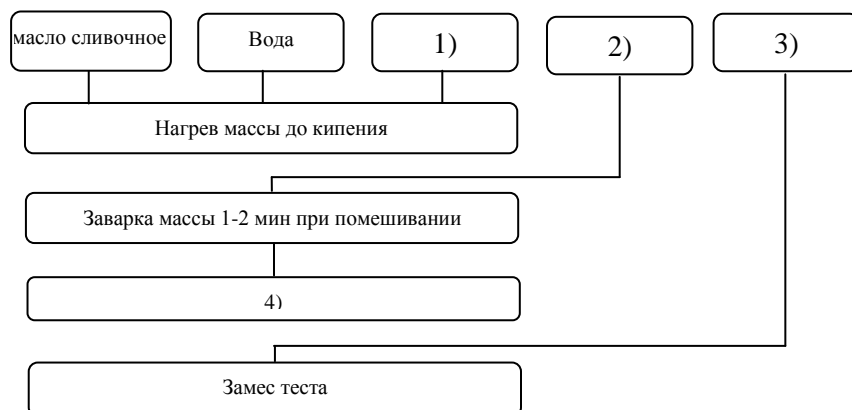 масло сливочное
Вода
1)
2)
3)
Нагрев массы до кипения
Заварка массы 1-2 мин при помешивании
4)
Замес теста